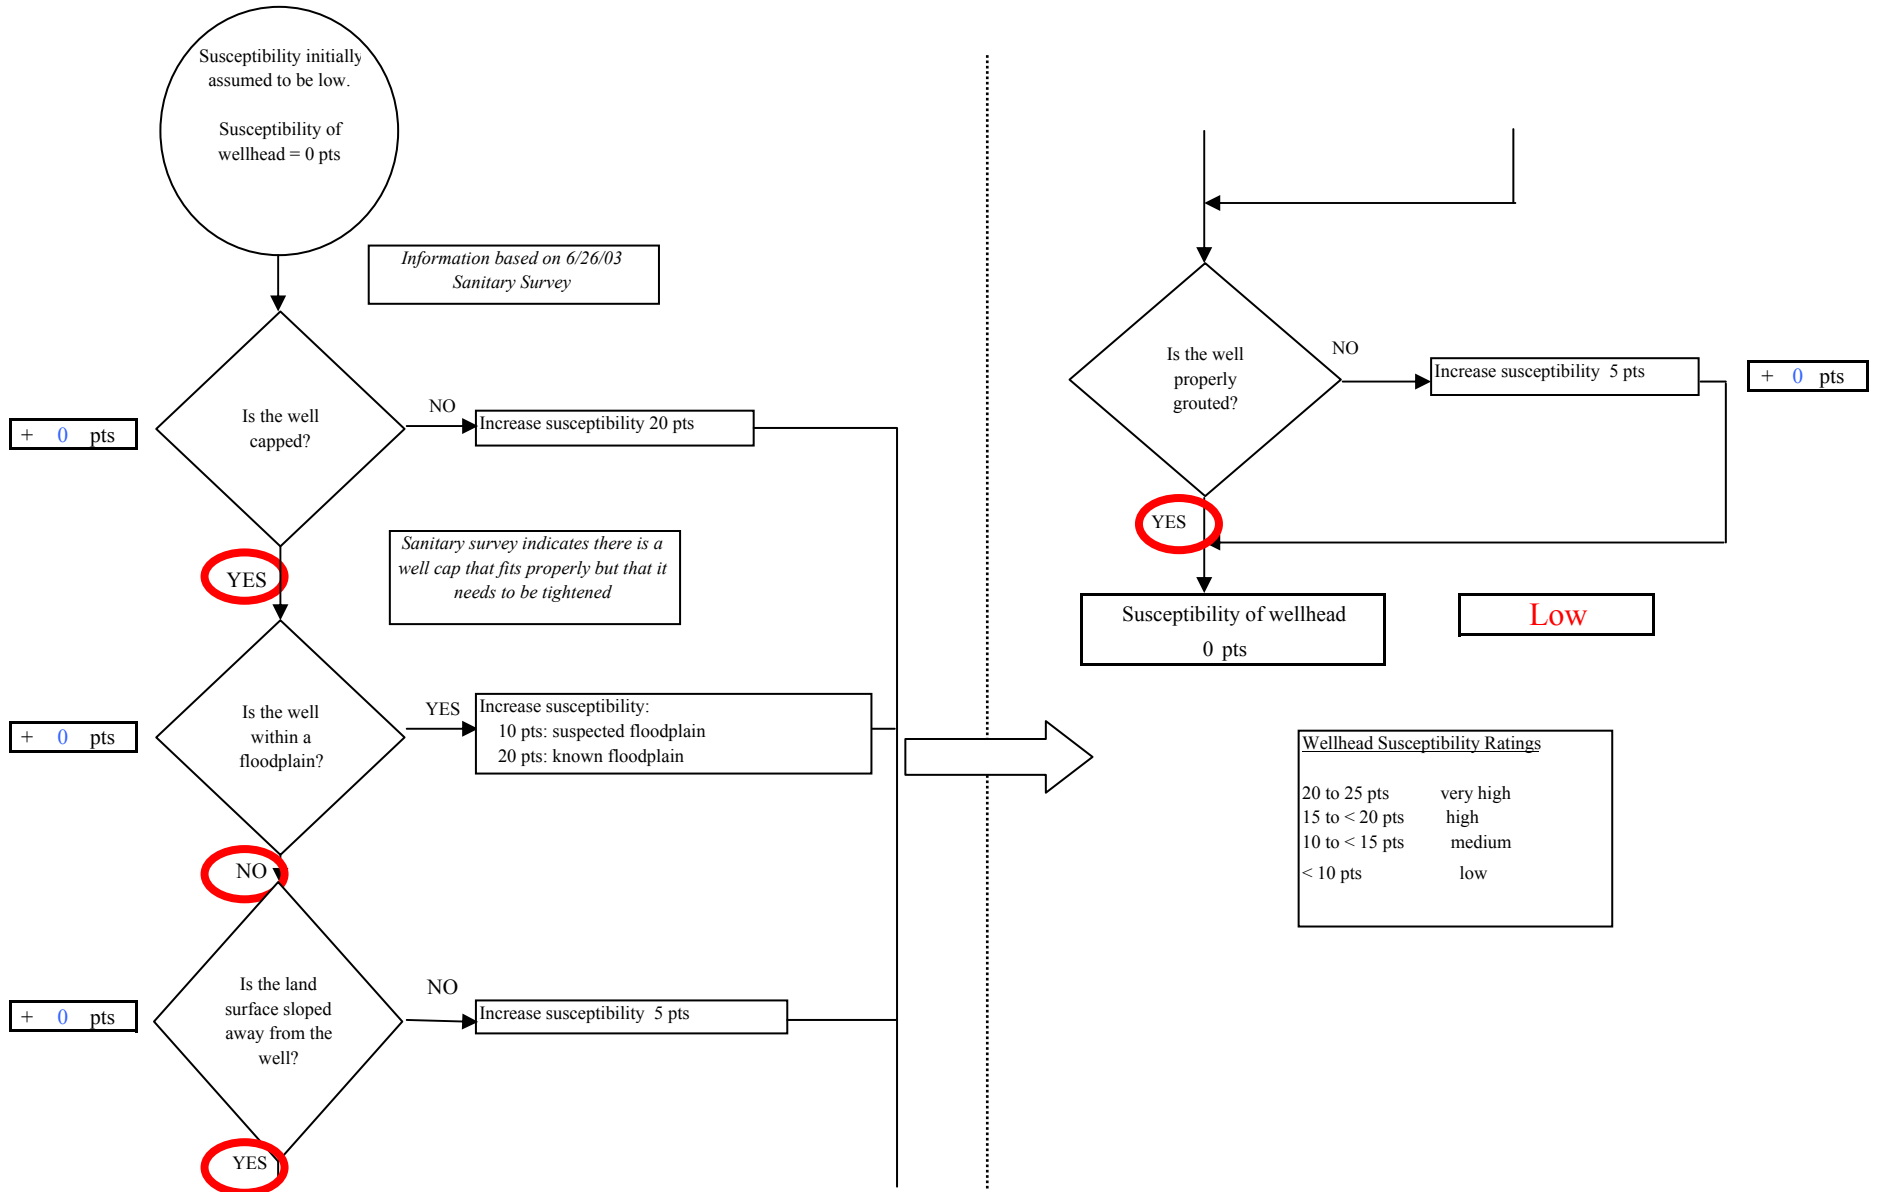 Susceptibility initially
assumed to be low.
Susceptibility of
wellhead = 0 pts
Information based on 6/26/03
Sanitary Survey
Is the well
capped?
NO
Increase susceptibility 20 pts
+ 0 pts
YES
Sanitary survey indicates there is a
well cap that fits properly but that it
needs to be tightened
Is the well
within a
floodplain?
YES
Increase susceptibility:
10 pts: suspected floodplain
20 pts: known floodplain
+ 0 pts
NO
Is the land
surface sloped
away from the
well?
NO
Increase susceptibility 5 pts
+ 0 pts
YES
Is the well
properly
grouted?
NO
Increase susceptibility 5 pts
+ 0 pts
YES
Susceptibility of wellhead
0 pts
Low
Wellhead Susceptibility Ratings
20 to 25 pts very high
15 to < 20 pts high
10 to < 15 pts medium
< 10 pts low